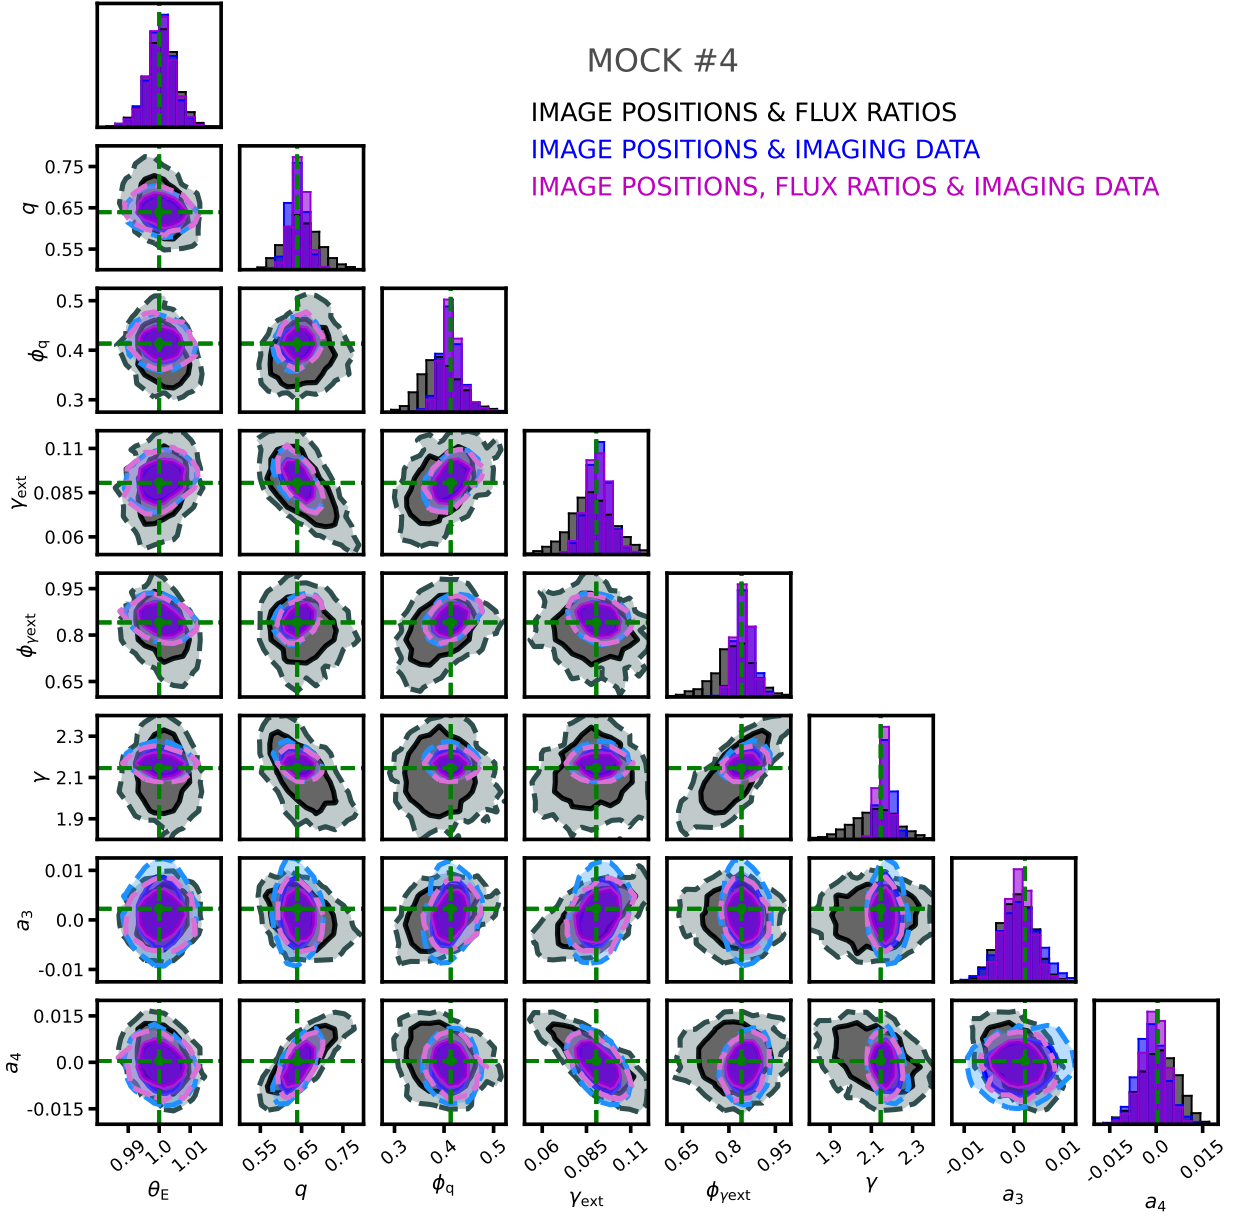 MOCK #4
IMAGE POSITIONS & FLUX RATIOS
IMAGE POSITIONS & IMAGING DATA
IMAGE POSITIONS, FLUX RATIOS & IMAGING DATA
0.75
0.65
0.55
q
0.5
0.4
0.3
ϕq
0.11
0.085
0.06
γext
0.95
0.8
0.65
ϕγext
2.3
2.1
1.9
γ
0.01
0.0
-0.01
a3
0.015
0.0
-0.015
a4
0.99 1.0 1.01 0.55 0.65 0.75 0.3 0.4 0.5 0.06 0.085 0.11 0.65 0.8 0.95 1.9 2.1 2.3 -0.01 0.0 0.01 -0.015 0.0 0.015
θE q ϕq γext ϕγext γ a3 a4